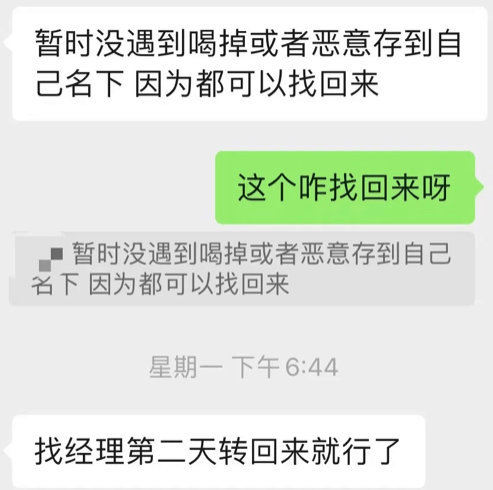 暂时没遇到喝掉或者恶意存到自
己名下 因为都可以找回来
这个咋找回来呀
暂时没遇到喝掉或者恶意存到自己
名下 因为都可以找回来
星期一 下午6:44
找经理第二天转回来就行了